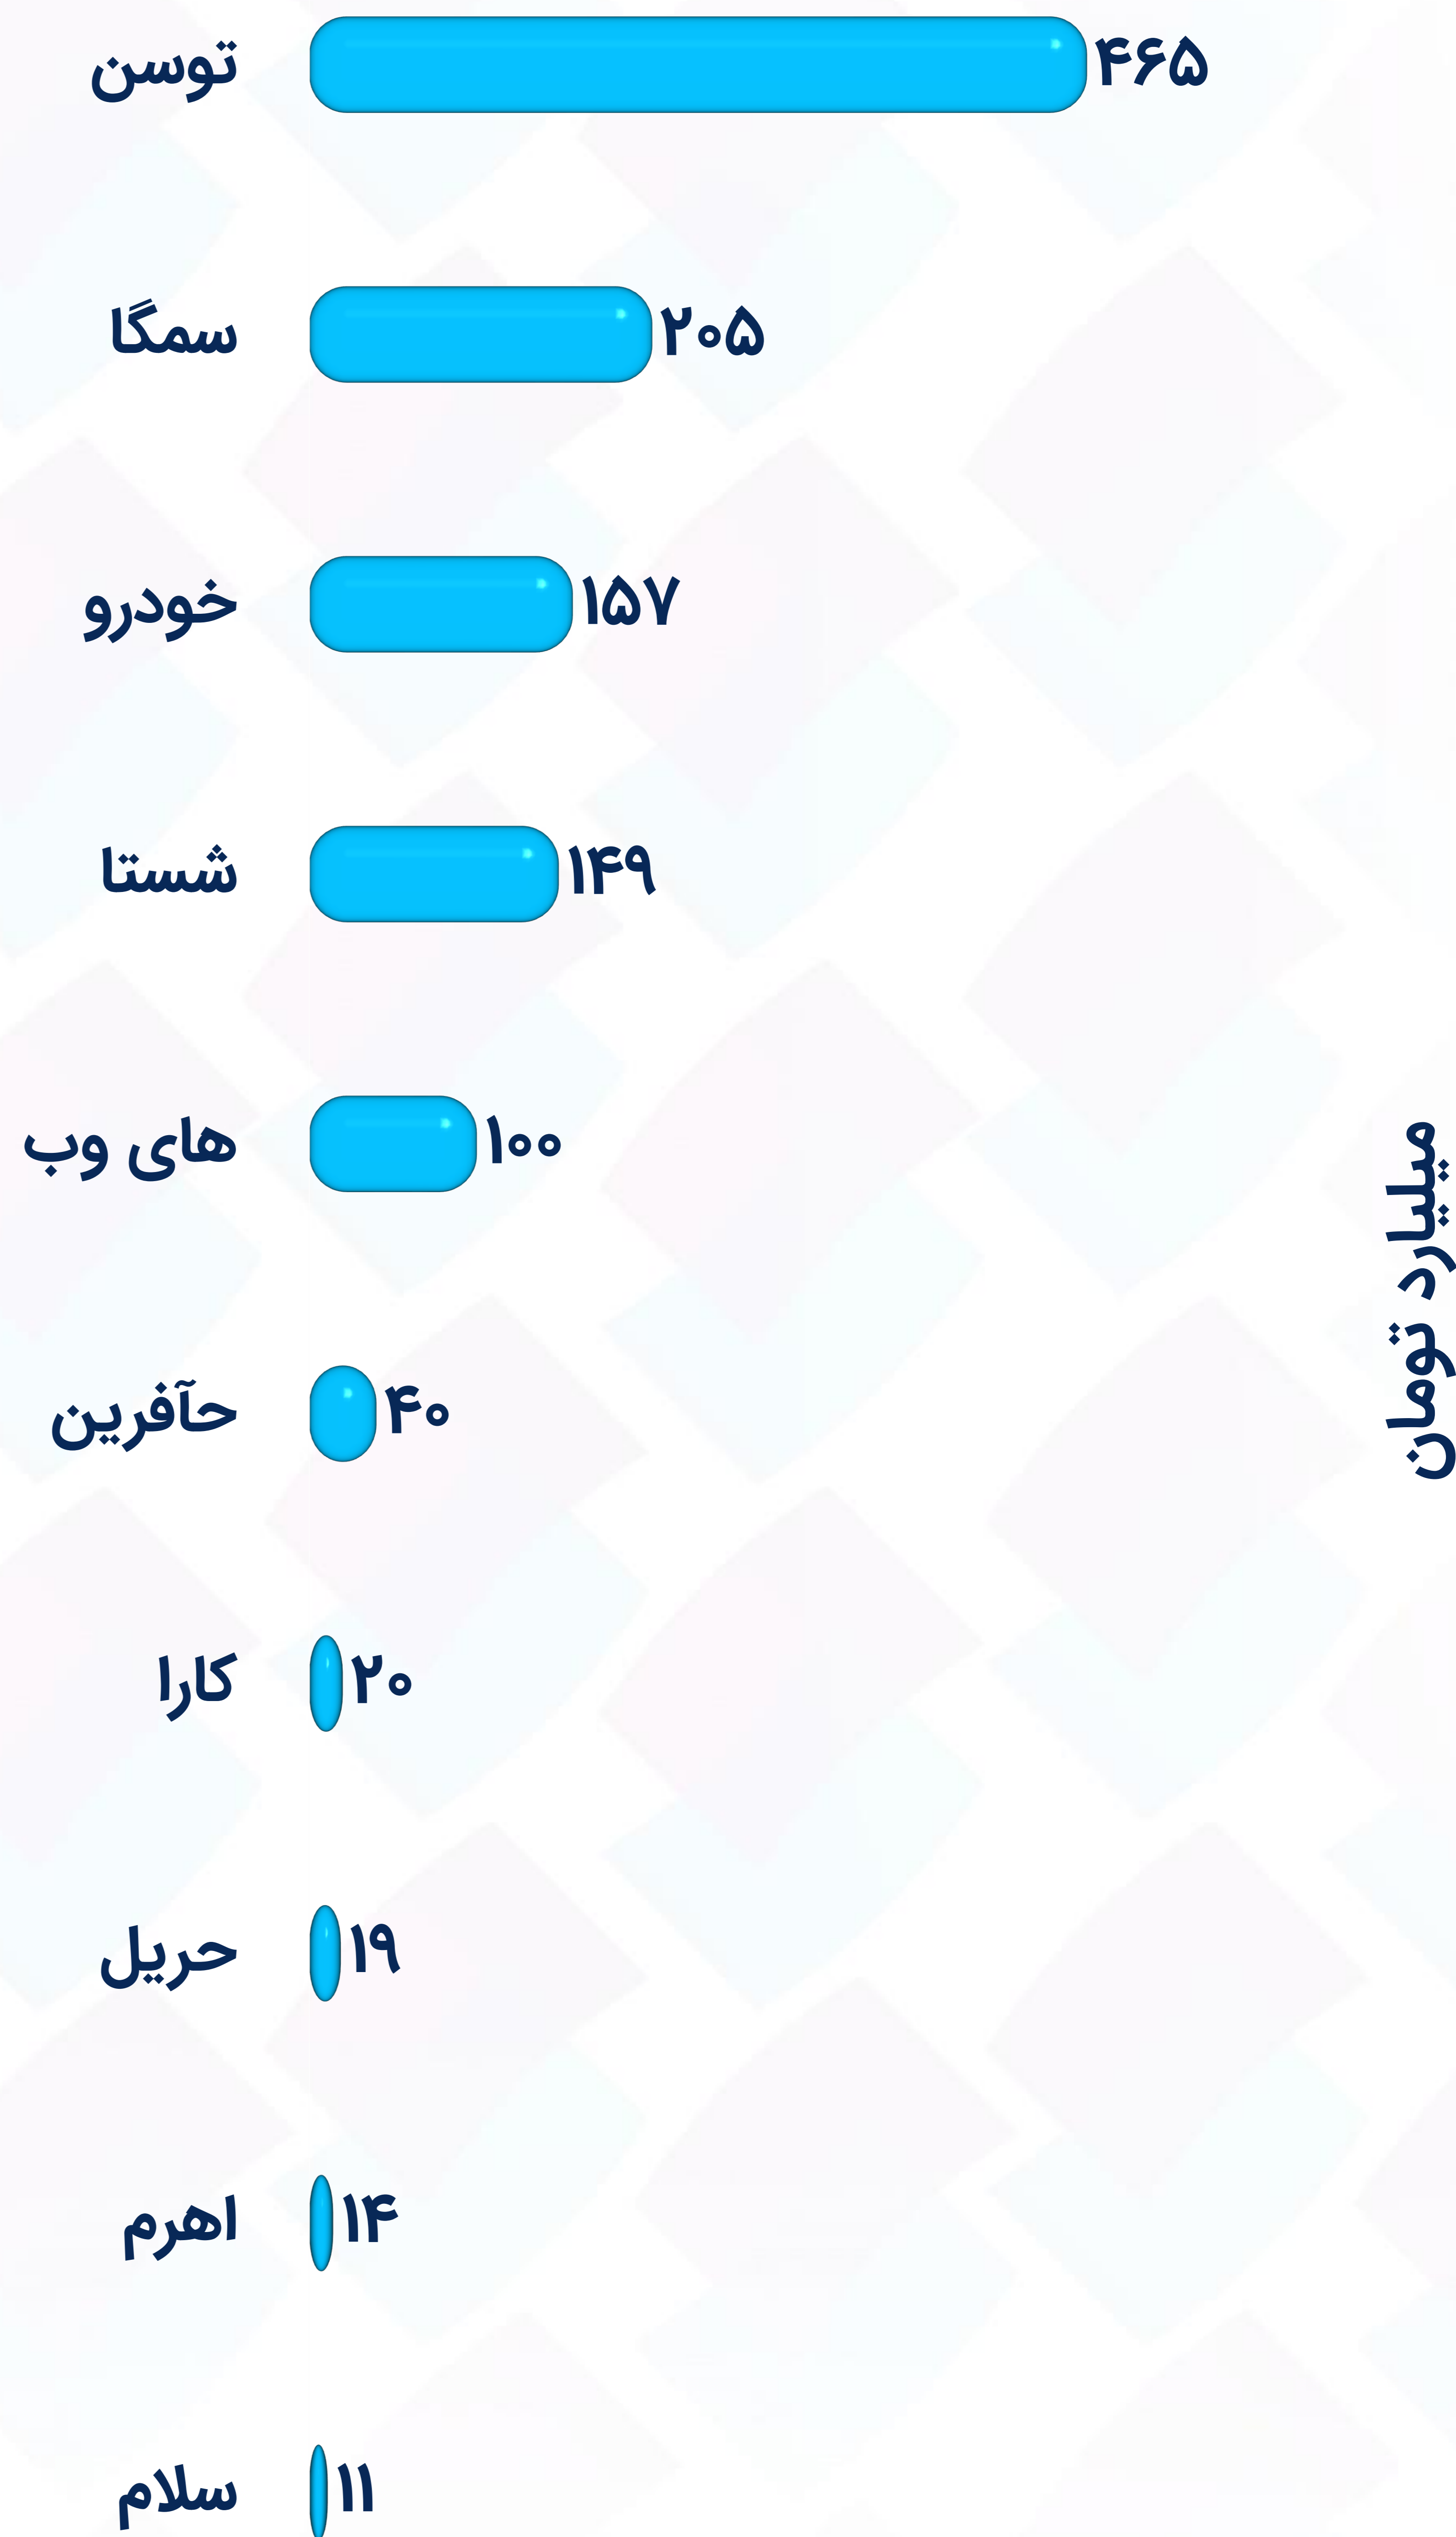 توسن ۴۶۵
سمگا ۲۰۵
خودرو ۱۵۷
شستا ۱۴۹
های وب ۱۰۰
حآفرین ۴۰
کارا ۲۰
حریل ۱۹
اهرم ۱۴
سلام ۱۱
میلیارد تومان